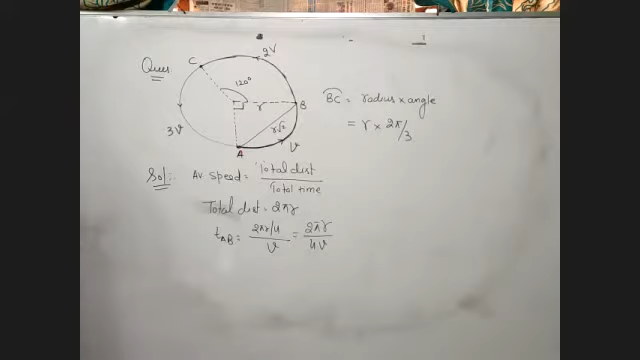 Ques.
C
2V
120°
r
B
3V
r√2
A
V
B͡C = radius × angle
= r × 2π/3
Sol:-
Av. speed = Total dist / Total time
Total dist = 2πr
tAB = 2πr/4 / V = 2πr / 4V